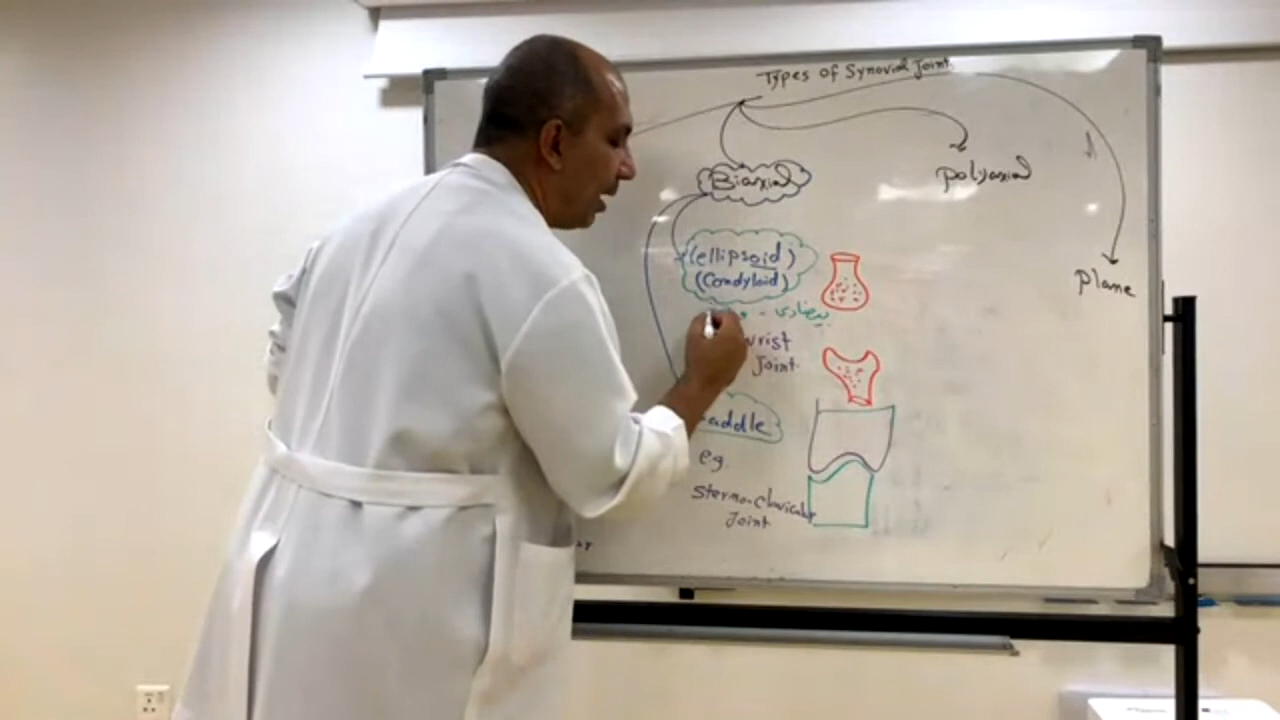 Types of Synovial Joint
Biaxial
polyaxial
(ellipsoid)
(Condyloid)
plane
بيضاوى -
wrist
Joint.
addle
eg.
Sterno-Clavicular
Joint